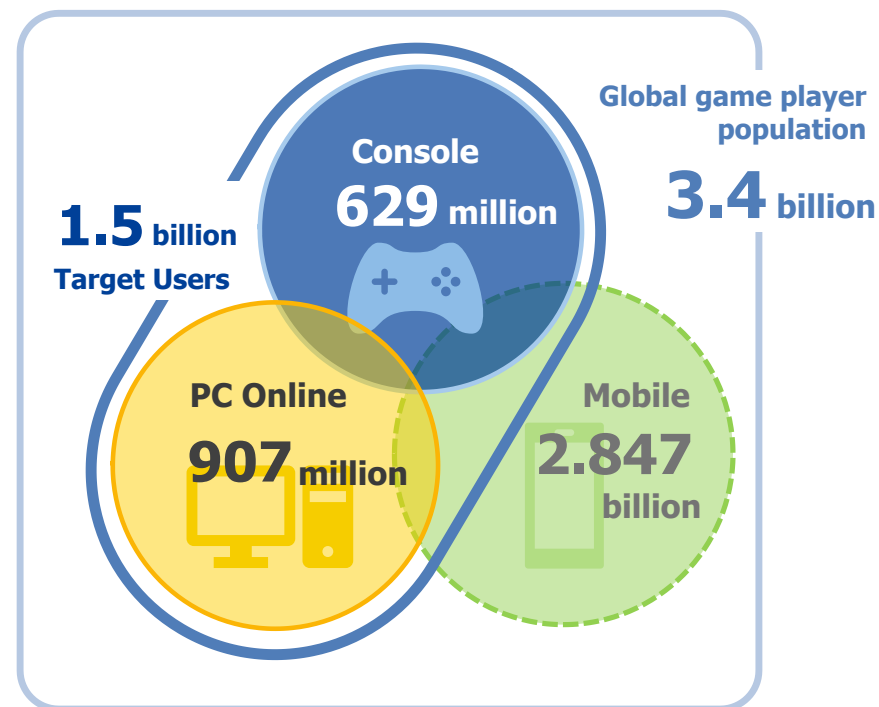 Global game player
population
3.4 billion
Console
629 million
1.5 billion
Target Users
PC Online
907 million
Mobile
2.847
billion